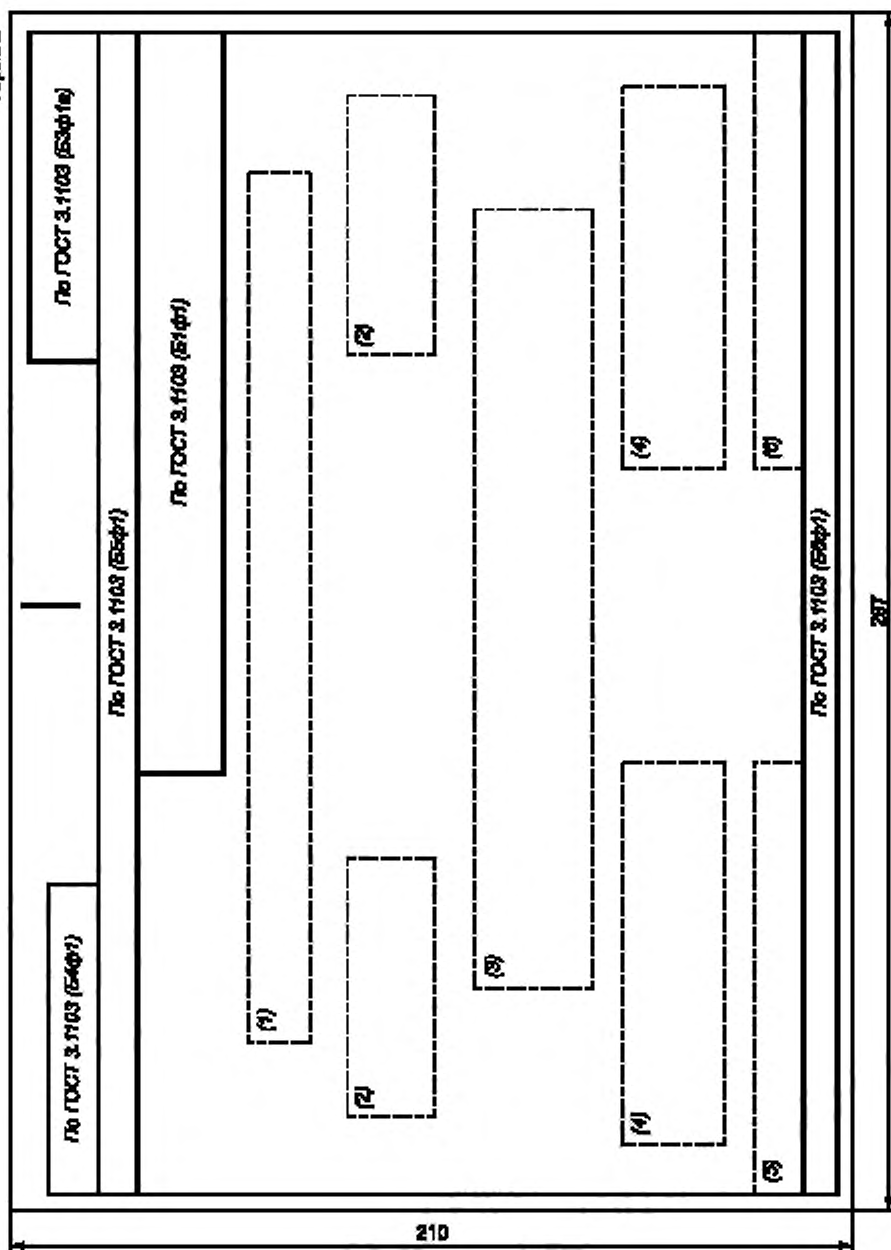 По ГОСТ 3.1103 (Б4ф1)
По ГОСТ 3.1103 (Б3ф1а)
По ГОСТ 3.1103 (Б5ф1)
По ГОСТ 3.1103 (Б1ф1)
(1)
(2)
(2)
(3)
(4)
(4)
(5)
(6)
По ГОСТ 3.1103 (Б6ф1)
297
210